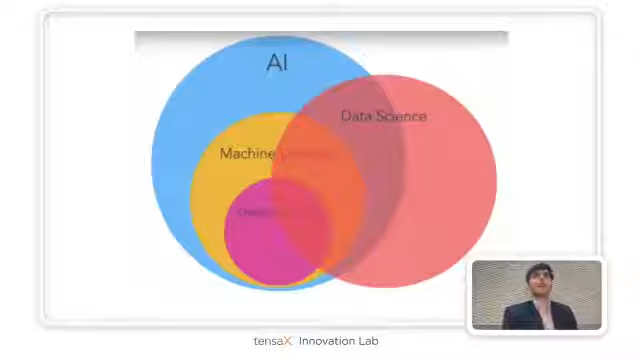 AI
Data Science
Machine
tensaX Innovation Lab